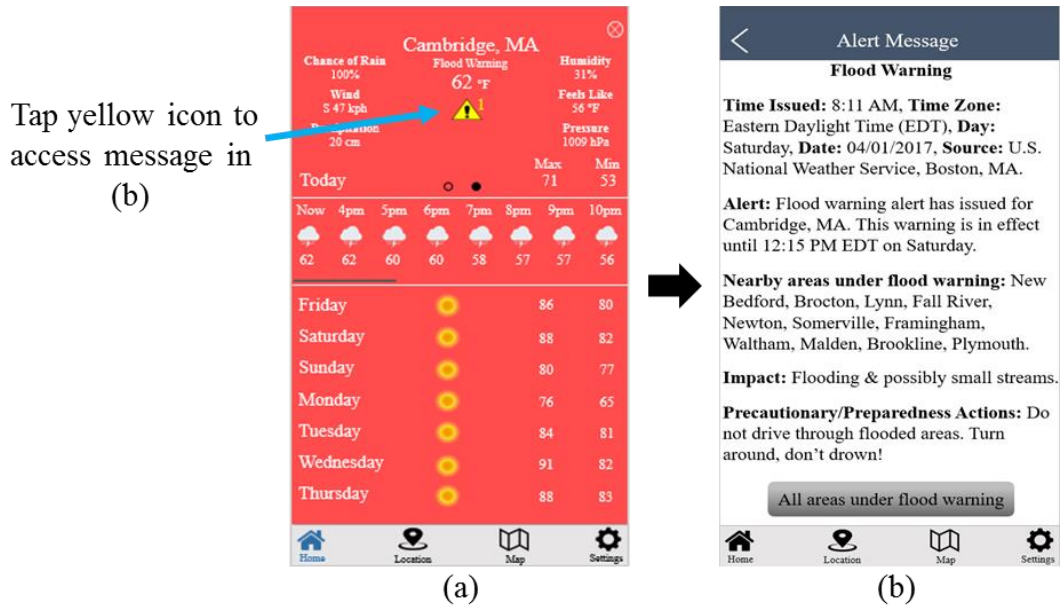 Tap yellow icon to
access message in
(b)
Cambridge, MA
Flood Warning
62 °F
1
Chance of Rain
100%
Wind
S 47 kph
Precipitation
20 cm
Humidity
31%
Feels Like
56 °F
Pressure
1009 hPa
Max Min
Today 71 53
Now 4pm 5pm 6pm 7pm 8pm 9pm 10pm
62 62 60 60 58 57 57 56
Friday 86 80
Saturday 88 82
Sunday 80 77
Monday 76 65
Tuesday 84 81
Wednesday 91 82
Thursday 88 83
Home Location Map Settings
(a)
Alert Message
Flood Warning
Time Issued: 8:11 AM, Time Zone:
Eastern Daylight Time (EDT), Day:
Saturday, Date: 04/01/2017, Source: U.S.
National Weather Service, Boston, MA.
Alert: Flood warning alert has issued for
Cambridge, MA. This warning is in effect
until 12:15 PM EDT on Saturday.
Nearby areas under flood warning: New
Bedford, Brocton, Lynn, Fall River,
Newton, Somerville, Framingham,
Waltham, Malden, Brookline, Plymouth.
Impact: Flooding & possibly small streams.
Precautionary/Preparedness Actions: Do
not drive through flooded areas. Turn
around, don’t drown!
All areas under flood warning
Home Location Map Settings
(b)